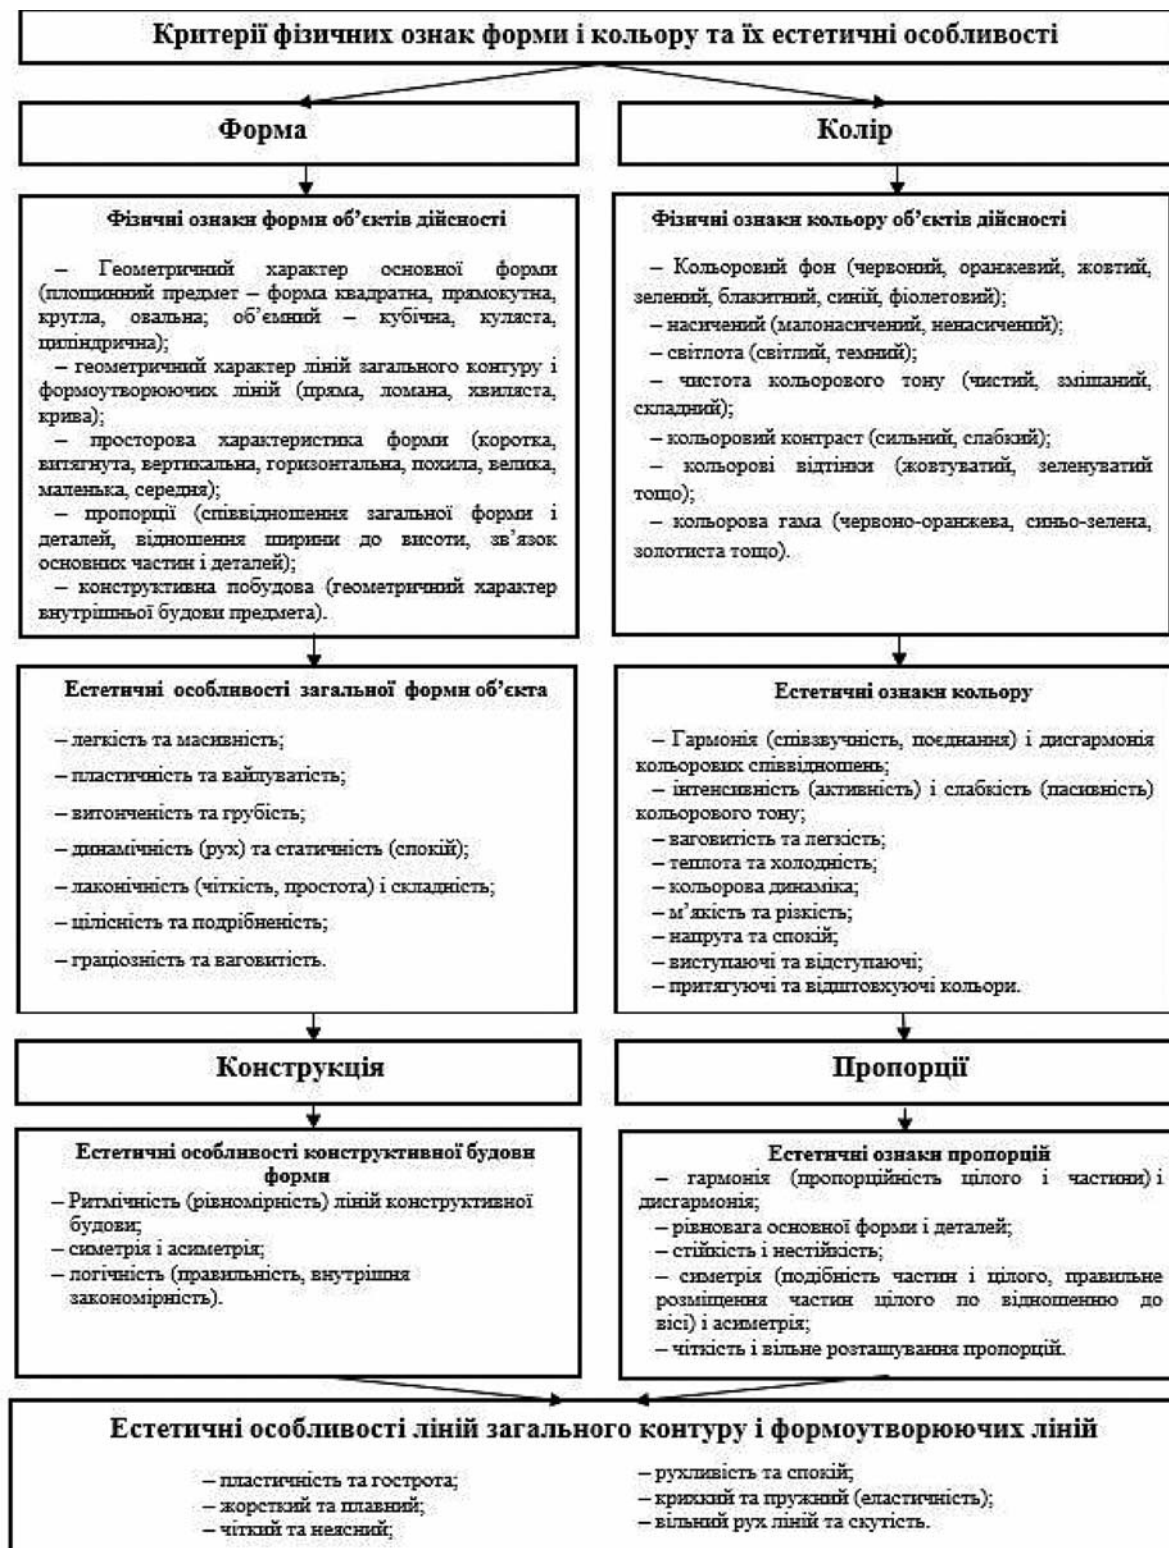 Критерії фізичних ознак форми і кольору та їх естетичні особливості
Форма
Колір
Фізичні ознаки форми об’єктів дійсності
– Геометричний характер основної форми
(площинний предмет – форма квадратна, прямокутна,
кругла, овальна; об’ємний – кубічна, куляста,
циліндрична);
– геометричний характер ліній загального контуру і
формоутворюючих ліній (пряма, ломана, хвиляста,
крива);
– просторова характеристика форми (коротка,
витягнута, вертикальна, горизонтальна, похила, велика,
маленька, середня);
– пропорції (співвідношення загальної форми і
деталей, відношення ширини до висоти, зв’язок
основних частин і деталей);
– конструктивна побудова (геометричний характер
внутрішньої будови предмета).
Фізичні ознаки кольору об’єктів дійсності
– Кольоровий фон (червоний, оранжевий, жовтий,
зелений, блакитний, синій, фіолетовий);
– насичений (малонасичений, ненасичений);
– світлота (світлий, темний);
– чистота кольорового тону (чистий, змішаний,
складний);
– кольоровий контраст (сильний, слабкий);
– кольорові відтінки (жовтуватий, зеленуватий
тощо);
– кольорова гама (червоно-оранжева, синьо-зелена,
золотиста тощо).
Естетичні особливості загальної форми об’єкта
– легкість та масивність;
– пластичність та вайлуватість;
– витонченість та грубість;
– динамічність (рух) та статичність (спокій);
– лаконічність (чіткість, простота) і складність;
– цілісність та подрібненість;
– граціозність та ваговитість.
Естетичні ознаки кольору
– Гармонія (співзвучність, поєднання) і дисгармонія
кольорових співвідношень;
– інтенсивність (активність) і слабкість (пасивність)
кольорового тону;
– ваговитість та легкість;
– теплота та холодність;
– кольорова динаміка;
– м’якість та різкість;
– напруга та спокій;
– виступаючі та відступаючі;
– притягуючі та відштовхуючі кольори.
Конструкція
Пропорції
Естетичні особливості конструктивної будови
форми
– Ритмічність (рівномірність) ліній конструктивної
будови;
– симетрія і асиметрія;
– логічність (правильність, внутрішня
закономірність).
Естетичні ознаки пропорцій
– гармонія (пропорційність цілого і частини) і
дисгармонія;
– рівновага основної форми і деталей;
– стійкість і нестійкість;
– симетрія (подібність частин і цілого, правильне
розміщення частин цілого по відношенню до
вісі) і асиметрія;
– чіткість і вільне розташування пропорцій.
Естетичні особливості ліній загального контуру і формоутворюючих ліній
– пластичність та гострота;
– жорсткий та плавний;
– чіткий та неясний;
– рухливість та спокій;
– крихкий та пружний (еластичність);
– вільний рух ліній та скутість.